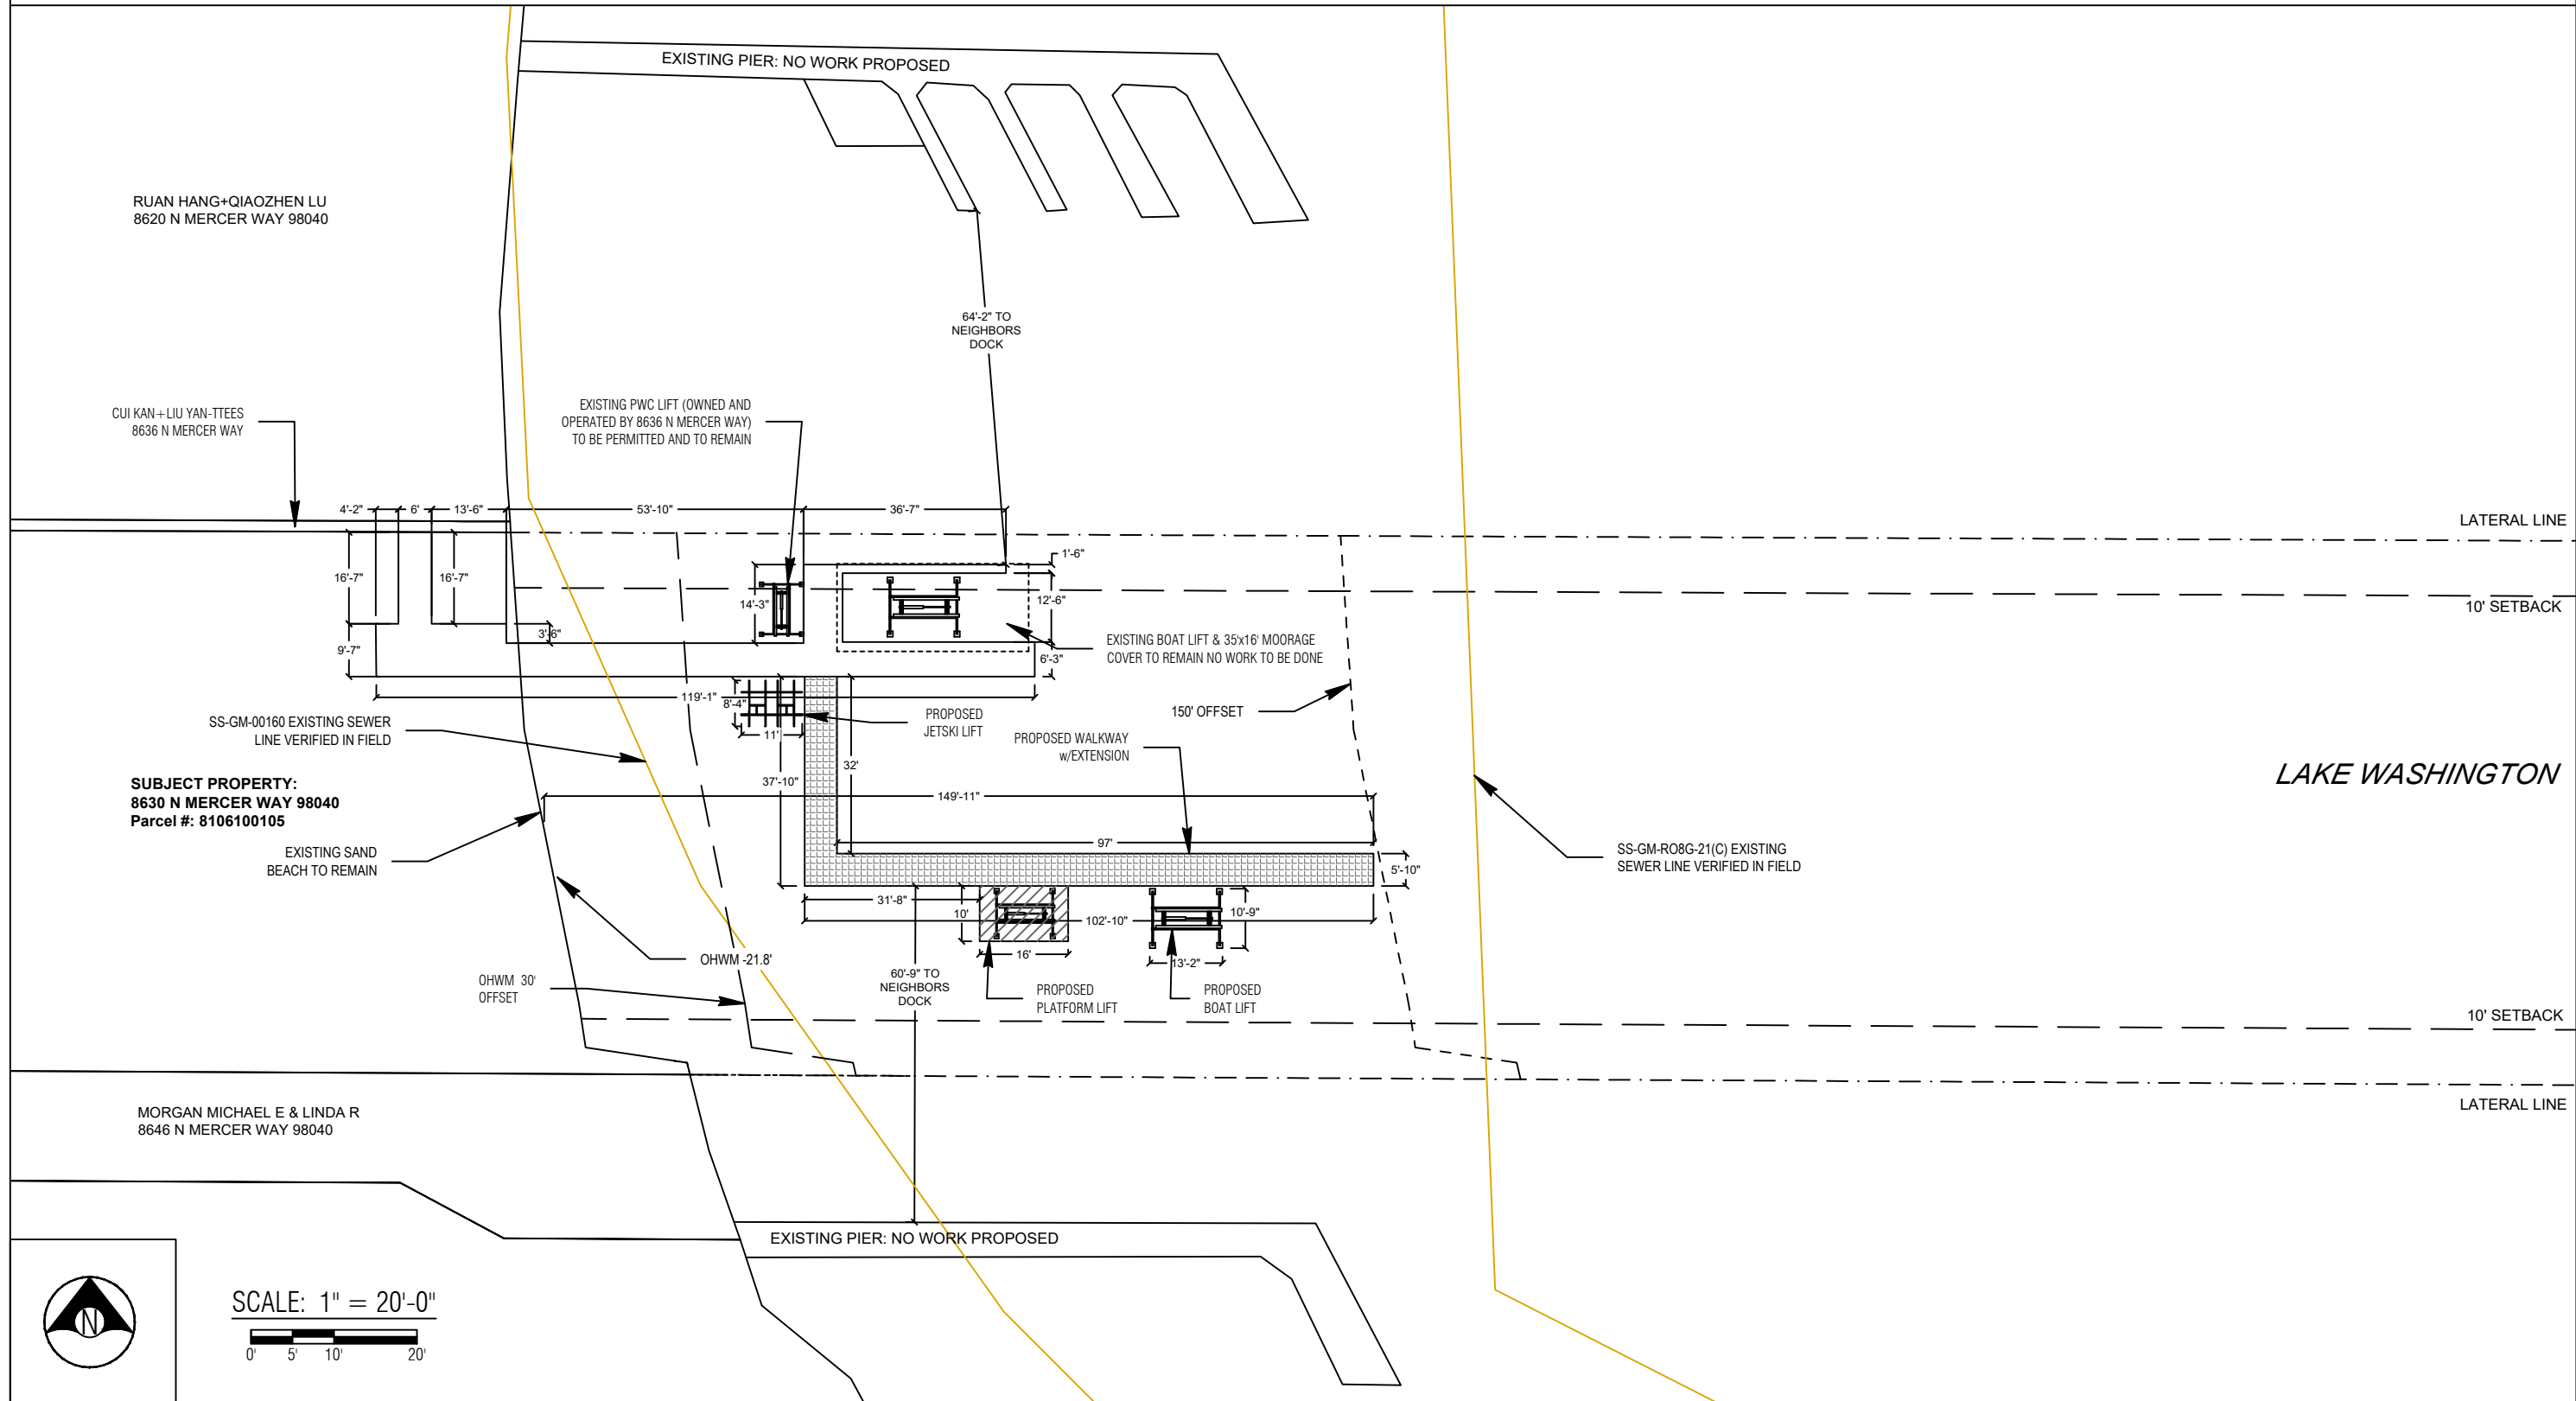 EXISTING PIER: NO WORK PROPOSED
RUAN HANG+QIAOZHEN LU
8620 N MERCER WAY 98040
64'-2" TO
NEIGHBORS
DOCK
CUI KAN+LIU YAN-TTEES
8636 N MERCER WAY
EXISTING PWC LIFT (OWNED AND
OPERATED BY 8636 N MERCER WAY)
TO BE PERMITTED AND TO REMAIN
4'-2"
6'
13'-6"
53'-10"
36'-7"
LATERAL LINE
1'-6"
16'-7"
16'-7"
14'-3"
12'-6"
10' SETBACK
3'-6"
9'-7"
6'-3"
EXISTING BOAT LIFT & 35'x16' MOORAGE
COVER TO REMAIN NO WORK TO BE DONE
119'-1"
8'-4"
11'
PROPOSED
JETSKI LIFT
150' OFFSET
SS-GM-00160 EXISTING SEWER
LINE VERIFIED IN FIELD
PROPOSED WALKWAY
w/EXTENSION
32'
37'-10"
149'-11"
LAKE WASHINGTON
SUBJECT PROPERTY:
8630 N MERCER WAY 98040
Parcel #: 8106100105
EXISTING SAND
BEACH TO REMAIN
97'
5'-10"
SS-GM-RO8G-21(C) EXISTING
SEWER LINE VERIFIED IN FIELD
31'-8"
10'
102'-10"
10'-9"
16'
13'-2"
OHWM -21.8'
OHWM 30'
OFFSET
60'-9" TO
NEIGHBORS
DOCK
PROPOSED
PLATFORM LIFT
PROPOSED
BOAT LIFT
10' SETBACK
LATERAL LINE
MORGAN MICHAEL E & LINDA R
8646 N MERCER WAY 98040
EXISTING PIER: NO WORK PROPOSED
N
SCALE: 1" = 20'-0"
0' 5' 10' 20'